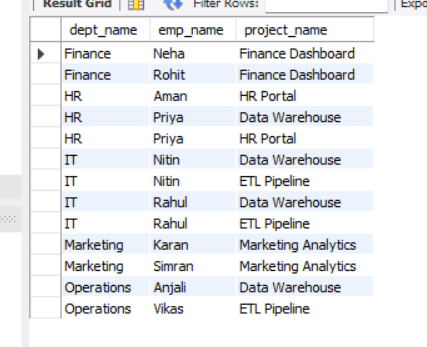 Result Grid Filter Rows: Expo
dept_name emp_name project_name
Finance Neha Finance Dashboard
Finance Rohit Finance Dashboard
HR Aman HR Portal
HR Priya Data Warehouse
HR Priya HR Portal
IT Nitin Data Warehouse
IT Nitin ETL Pipeline
IT Rahul Data Warehouse
IT Rahul ETL Pipeline
Marketing Karan Marketing Analytics
Marketing Simran Marketing Analytics
Operations Anjali Data Warehouse
Operations Vikas ETL Pipeline